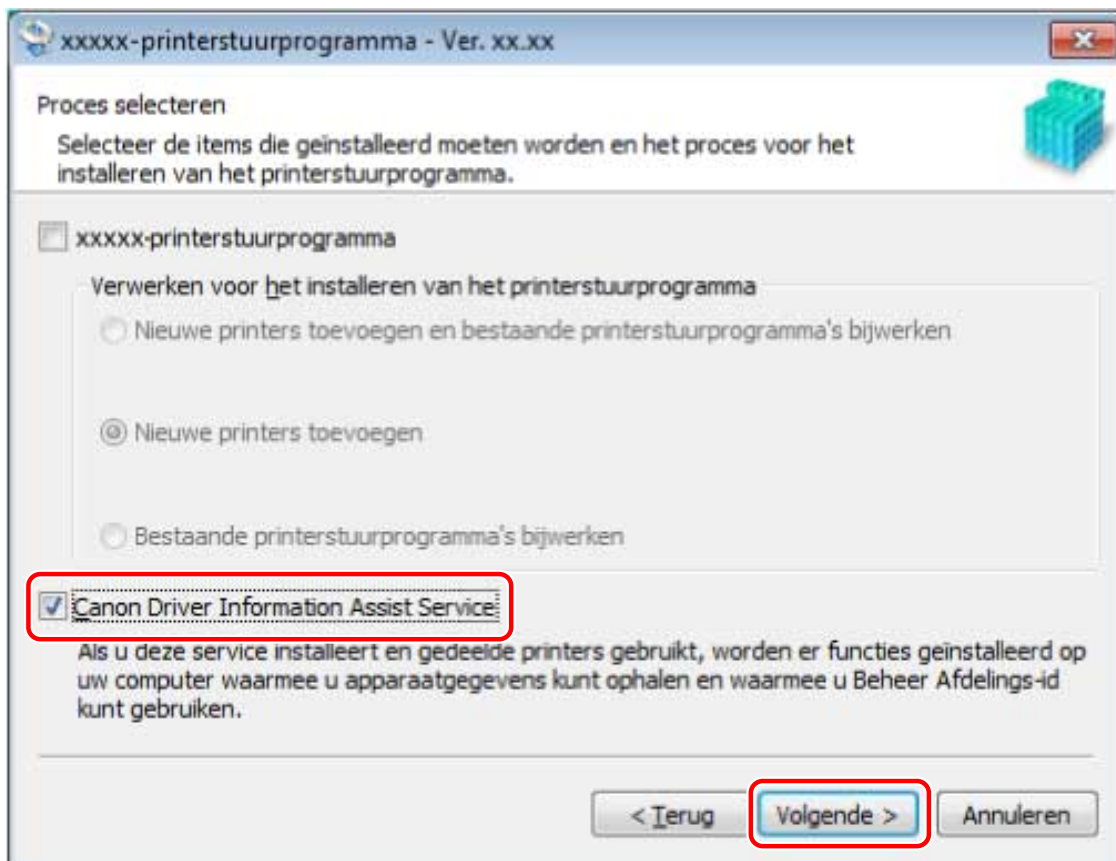 xxxxx-printerstuurprogramma - Ver. xx.xx
Proces selecteren
Selecteer de items die geïnstalleerd moeten worden en het proces voor het
installeren van het printerstuurprogramma.
xxxxx-printerstuurprogramma
Verwerken voor het installeren van het printerstuurprogramma
Nieuwe printers toevoegen en bestaande printerstuurprogramma's bijwerken
Nieuwe printers toevoegen
Bestaande printerstuurprogramma's bijwerken
Canon Driver Information Assist Service
Als u deze service installeert en gedeelde printers gebruikt, worden er functies geïnstalleerd op
uw computer waarmee u apparaatgegevens kunt ophalen en waarmee u Beheer Afdelings-id
kunt gebruiken.
< Terug Volgende > Annuleren